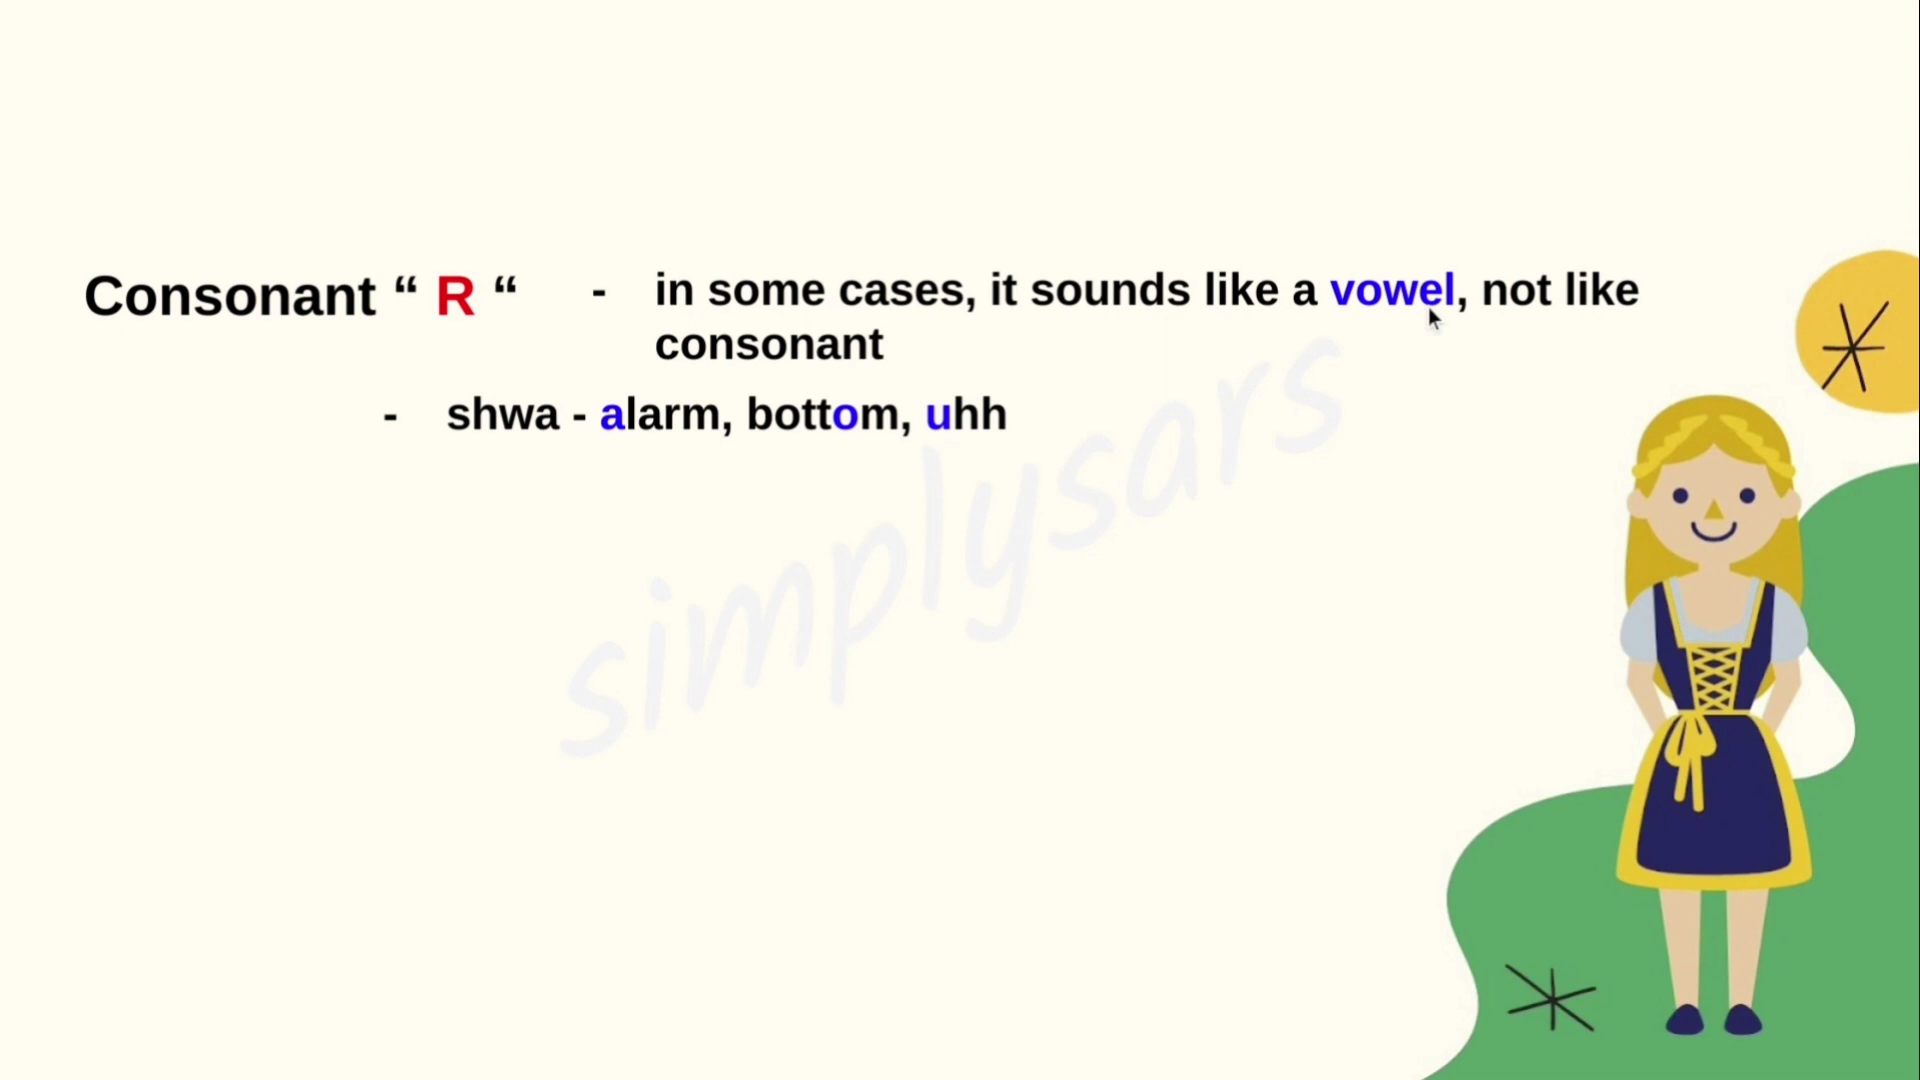 Consonant “ R “ - in some cases, it sounds like a vowel, not like
consonant
- shwa - alarm, bottom, uhh
simplysars